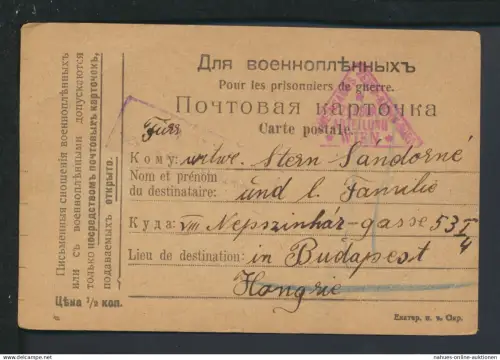 Для военноплѣнныхъ
Pour les prisonniers de guerre.
Почтовая карточка
Carte postale
Кому: witwe. Stern Sandorné
Nom et prénom
du destinataire: und l. Familie
Куда: VIII Nepszinház-gasse 53 I/4
Lieu de destination: in Budapest
Hongrie
Екатер. п. у. Окр.
Письменныя сношенія военноплѣнныхъ
или съ военноплѣнными допускаются
только посредствомъ почтовыхъ карточекъ,
подаваемыхъ открыто.
Цѣна ½ коп.
WIEN